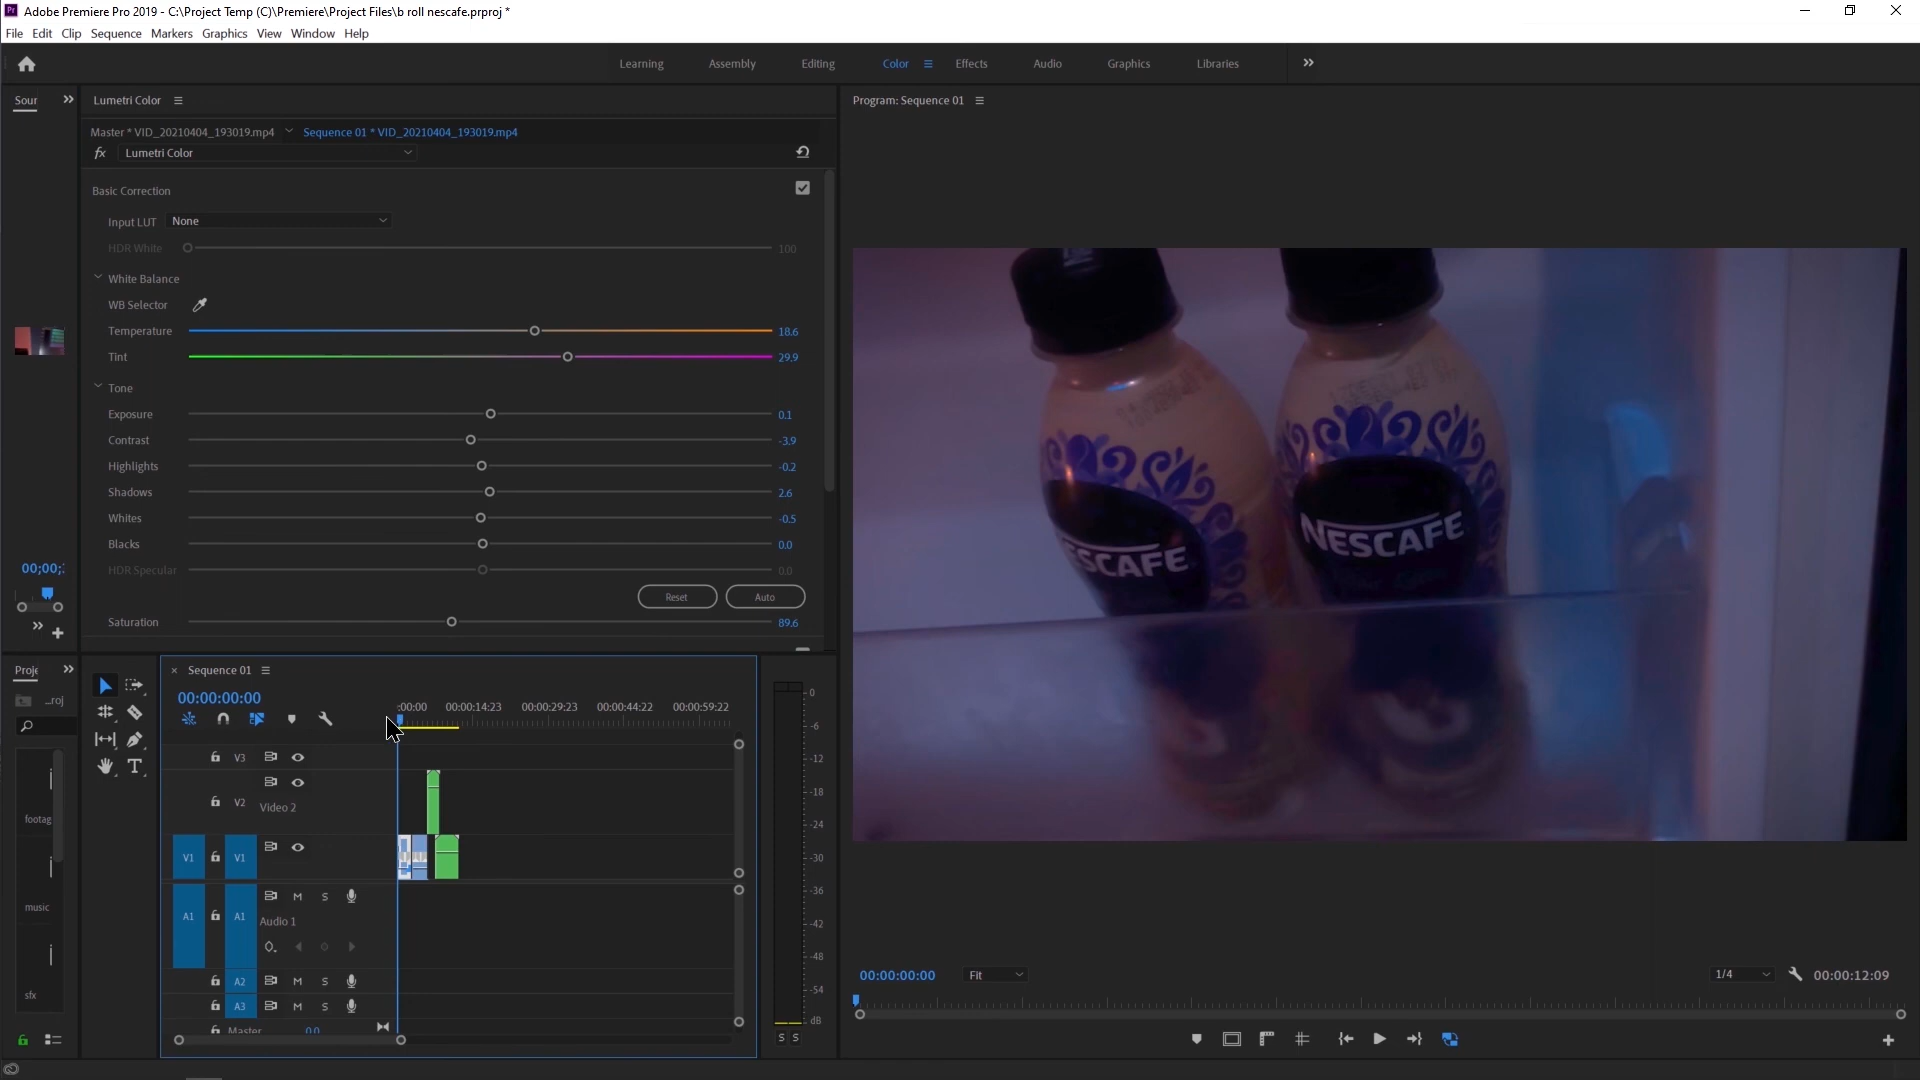 Adobe Premiere Pro 2019 - C:\Project Temp (C)\Premiere\Project Files\b roll nescafe.prproj *
File Edit Clip Sequence Markers Graphics View Window Help
Learning Assembly Editing Color Effects Audio Graphics Libraries
Sour
Lumetri Color
Program: Sequence 01
Master * VID_20210404_193019.mp4 Sequence 01 * VID_20210404_193019.mp4
fx Lumetri Color
Basic Correction
Input LUT None
HDR White 100
White Balance
WB Selector
Temperature 18.6
Tint 29.9
Tone
Exposure 0.1
Contrast -3.9
Highlights -0.2
Shadows 2.6
Whites -0.5
Blacks 0.0
HDR Specular 0.0
Reset Auto
Saturation 89.6
00;00;
ESCAFE
NESCAFE
Proje
_roj
footag
music
sfx
Sequence 01
00:00:00:00
:00:00 00:00:14:23 00:00:29:23 00:00:44:22 00:00:59:22
V3
V2 Video 2
V1 V1
A1 A1 M S
Audio 1
A2 M S
A3 M S
Master 0.0
0
-6
-12
-18
-24
-30
-36
-42
-48
-54
dB
S S
00:00:00:00 Fit 1/4 00:00:12:09